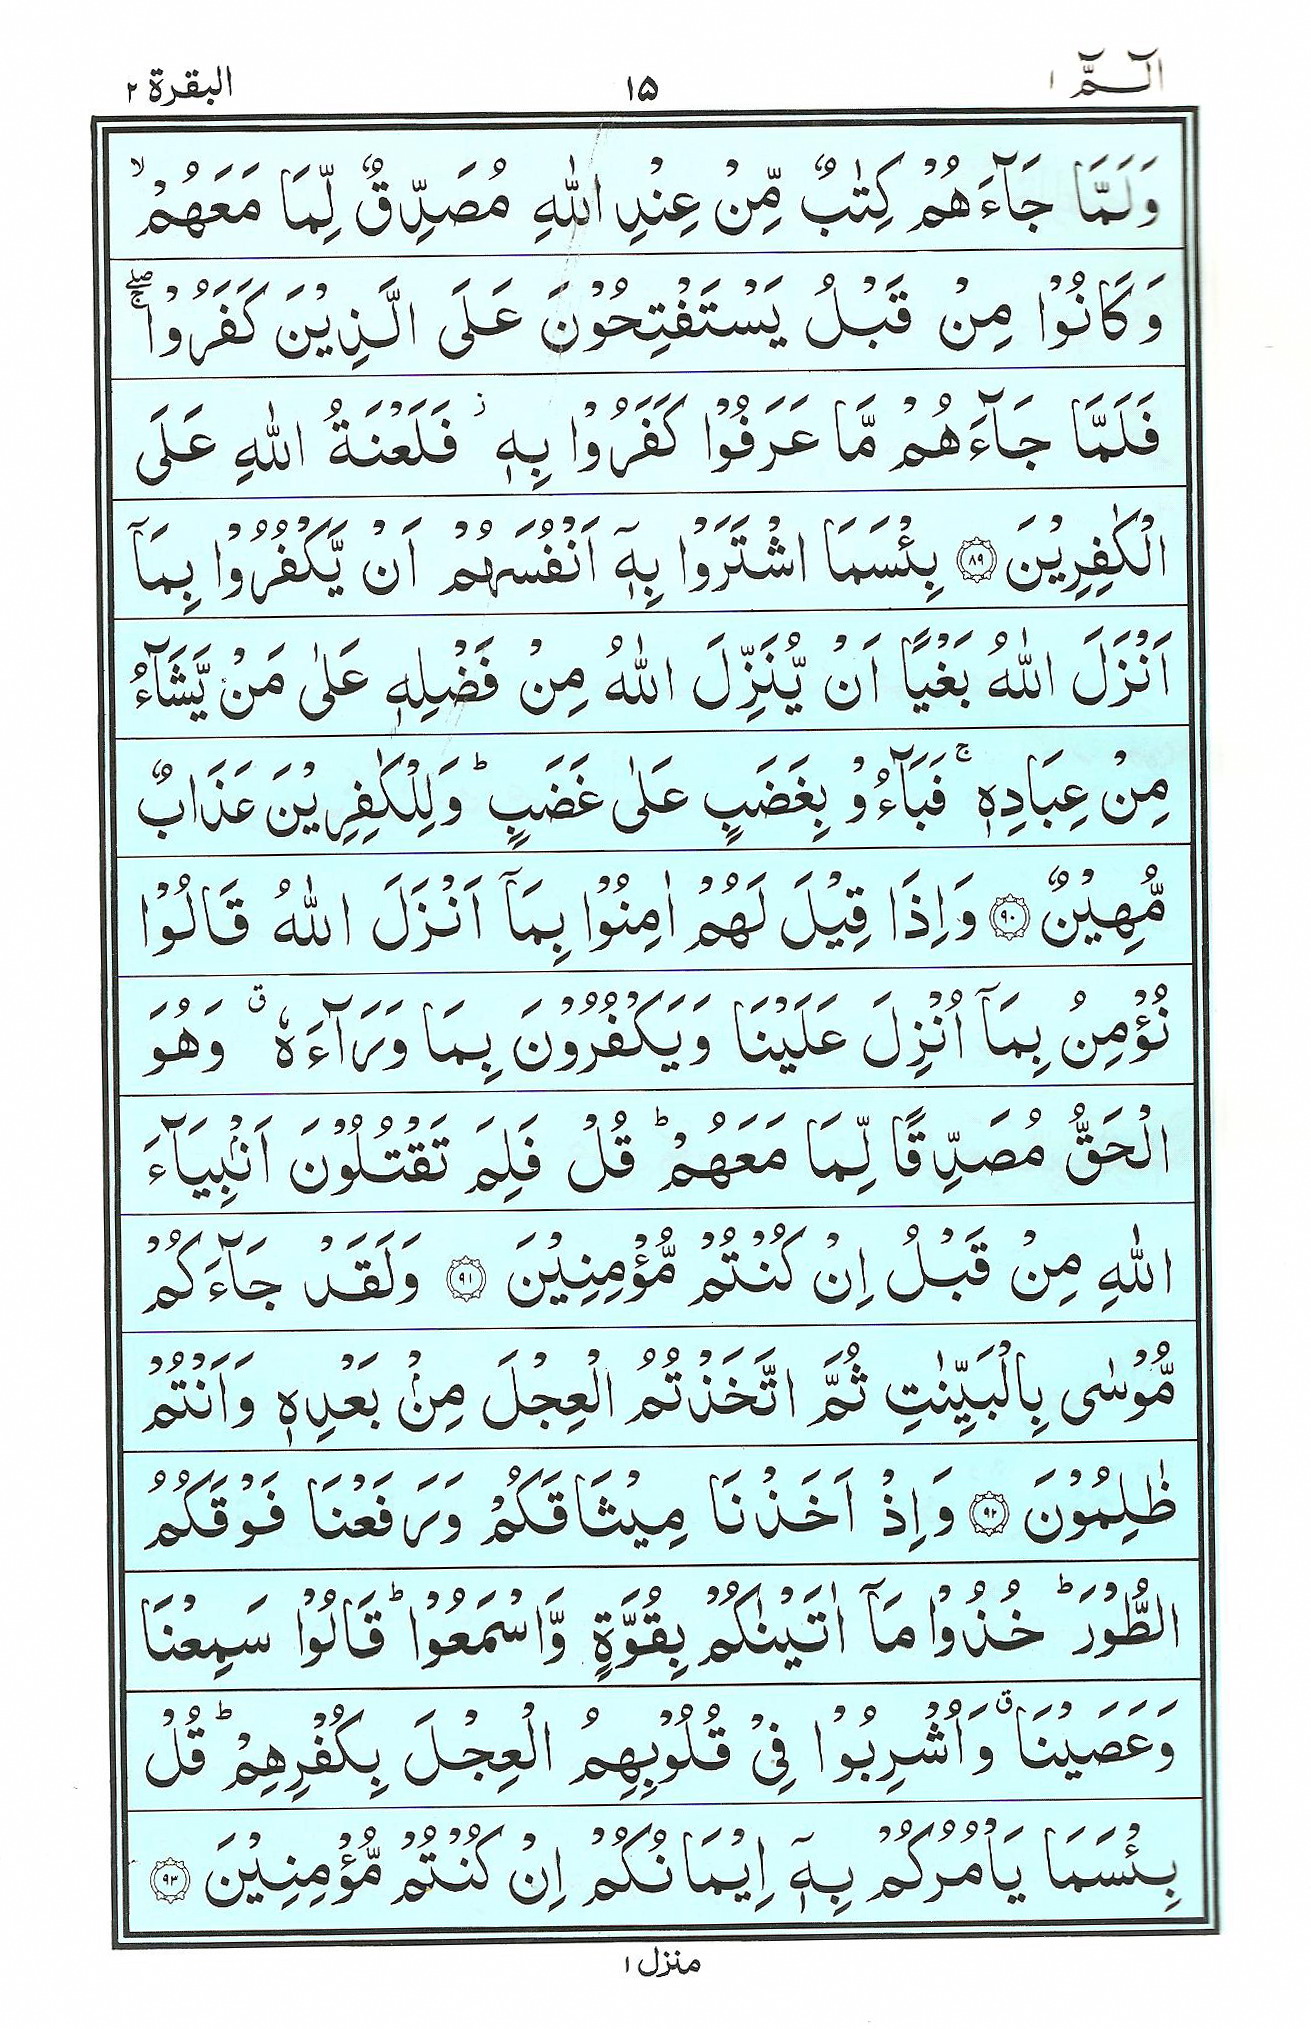 الٓـمّٓ ١
١٥
البقرة ٢
وَلَمَّا جَآءَهُمْ كِتٰبٌ مِّنْ عِنْدِ اللّٰهِ مُصَدِّقٌ لِّمَا مَعَهُمْ ۙ
وَكَانُوْا مِنْ قَبْلُ يَسْتَفْتِحُوْنَ عَلَى الَّذِيْنَ كَفَرُوْا ۚۖ
فَلَمَّا جَآءَهُمْ مَّا عَرَفُوْا كَفَرُوْا بِهٖ ؗ فَلَعْنَةُ اللّٰهِ عَلَى
الْكٰفِرِيْنَ ﴿٨٩﴾ بِئْسَمَا اشْتَرَوْا بِهٖۤ اَنْفُسَهُمْ اَنْ يَّكْفُرُوْا بِمَاۤ
اَنْزَلَ اللّٰهُ بَغْيًا اَنْ يُّنَزِّلَ اللّٰهُ مِنْ فَضْلِهٖ عَلٰى مَنْ يَّشَآءُ
مِنْ عِبَادِهٖ ۚ فَبَآءُوْ بِغَضَبٍ عَلٰى غَضَبٍ ؕ وَلِلْكٰفِرِيْنَ عَذَابٌ
مُّهِيْنٌ ﴿٩٠﴾ وَاِذَا قِيْلَ لَهُمْ اٰمِنُوْا بِمَاۤ اَنْزَلَ اللّٰهُ قَالُوْا
نُؤْمِنُ بِمَاۤ اُنْزِلَ عَلَيْنَا وَيَكْفُرُوْنَ بِمَا وَرَآءَهٗ ۗ وَهُوَ
الْحَقُّ مُصَدِّقًا لِّمَا مَعَهُمْ ؕ قُلْ فَلِمَ تَقْتُلُوْنَ اَنْۢبِيَآءَ
اللّٰهِ مِنْ قَبْلُ اِنْ كُنْتُمْ مُّؤْمِنِيْنَ ﴿٩١﴾ وَلَقَدْ جَآءَكُمْ
مُّوْسٰى بِالْبَيِّنٰتِ ثُمَّ اتَّخَذْتُمُ الْعِجْلَ مِنْۢ بَعْدِهٖ وَاَنْتُمْ
ظٰلِمُوْنَ ﴿٩٢﴾ وَاِذْ اَخَذْنَا مِيْثَاقَكُمْ وَرَفَعْنَا فَوْقَكُمُ
الطُّوْرَ ؕ خُذُوْا مَاۤ اٰتَيْنٰكُمْ بِقُوَّةٍ وَّاسْمَعُوْا ؕ قَالُوْا سَمِعْنَا
وَعَصَيْنَا ۗ وَاُشْرِبُوْا فِيْ قُلُوْبِهِمُ الْعِجْلَ بِكُفْرِهِمْ ؕ قُلْ
بِئْسَمَا يَاْمُرُكُمْ بِهٖۤ اِيْمَانُكُمْ اِنْ كُنْتُمْ مُّؤْمِنِيْنَ ﴿٩٣﴾
منزل ١